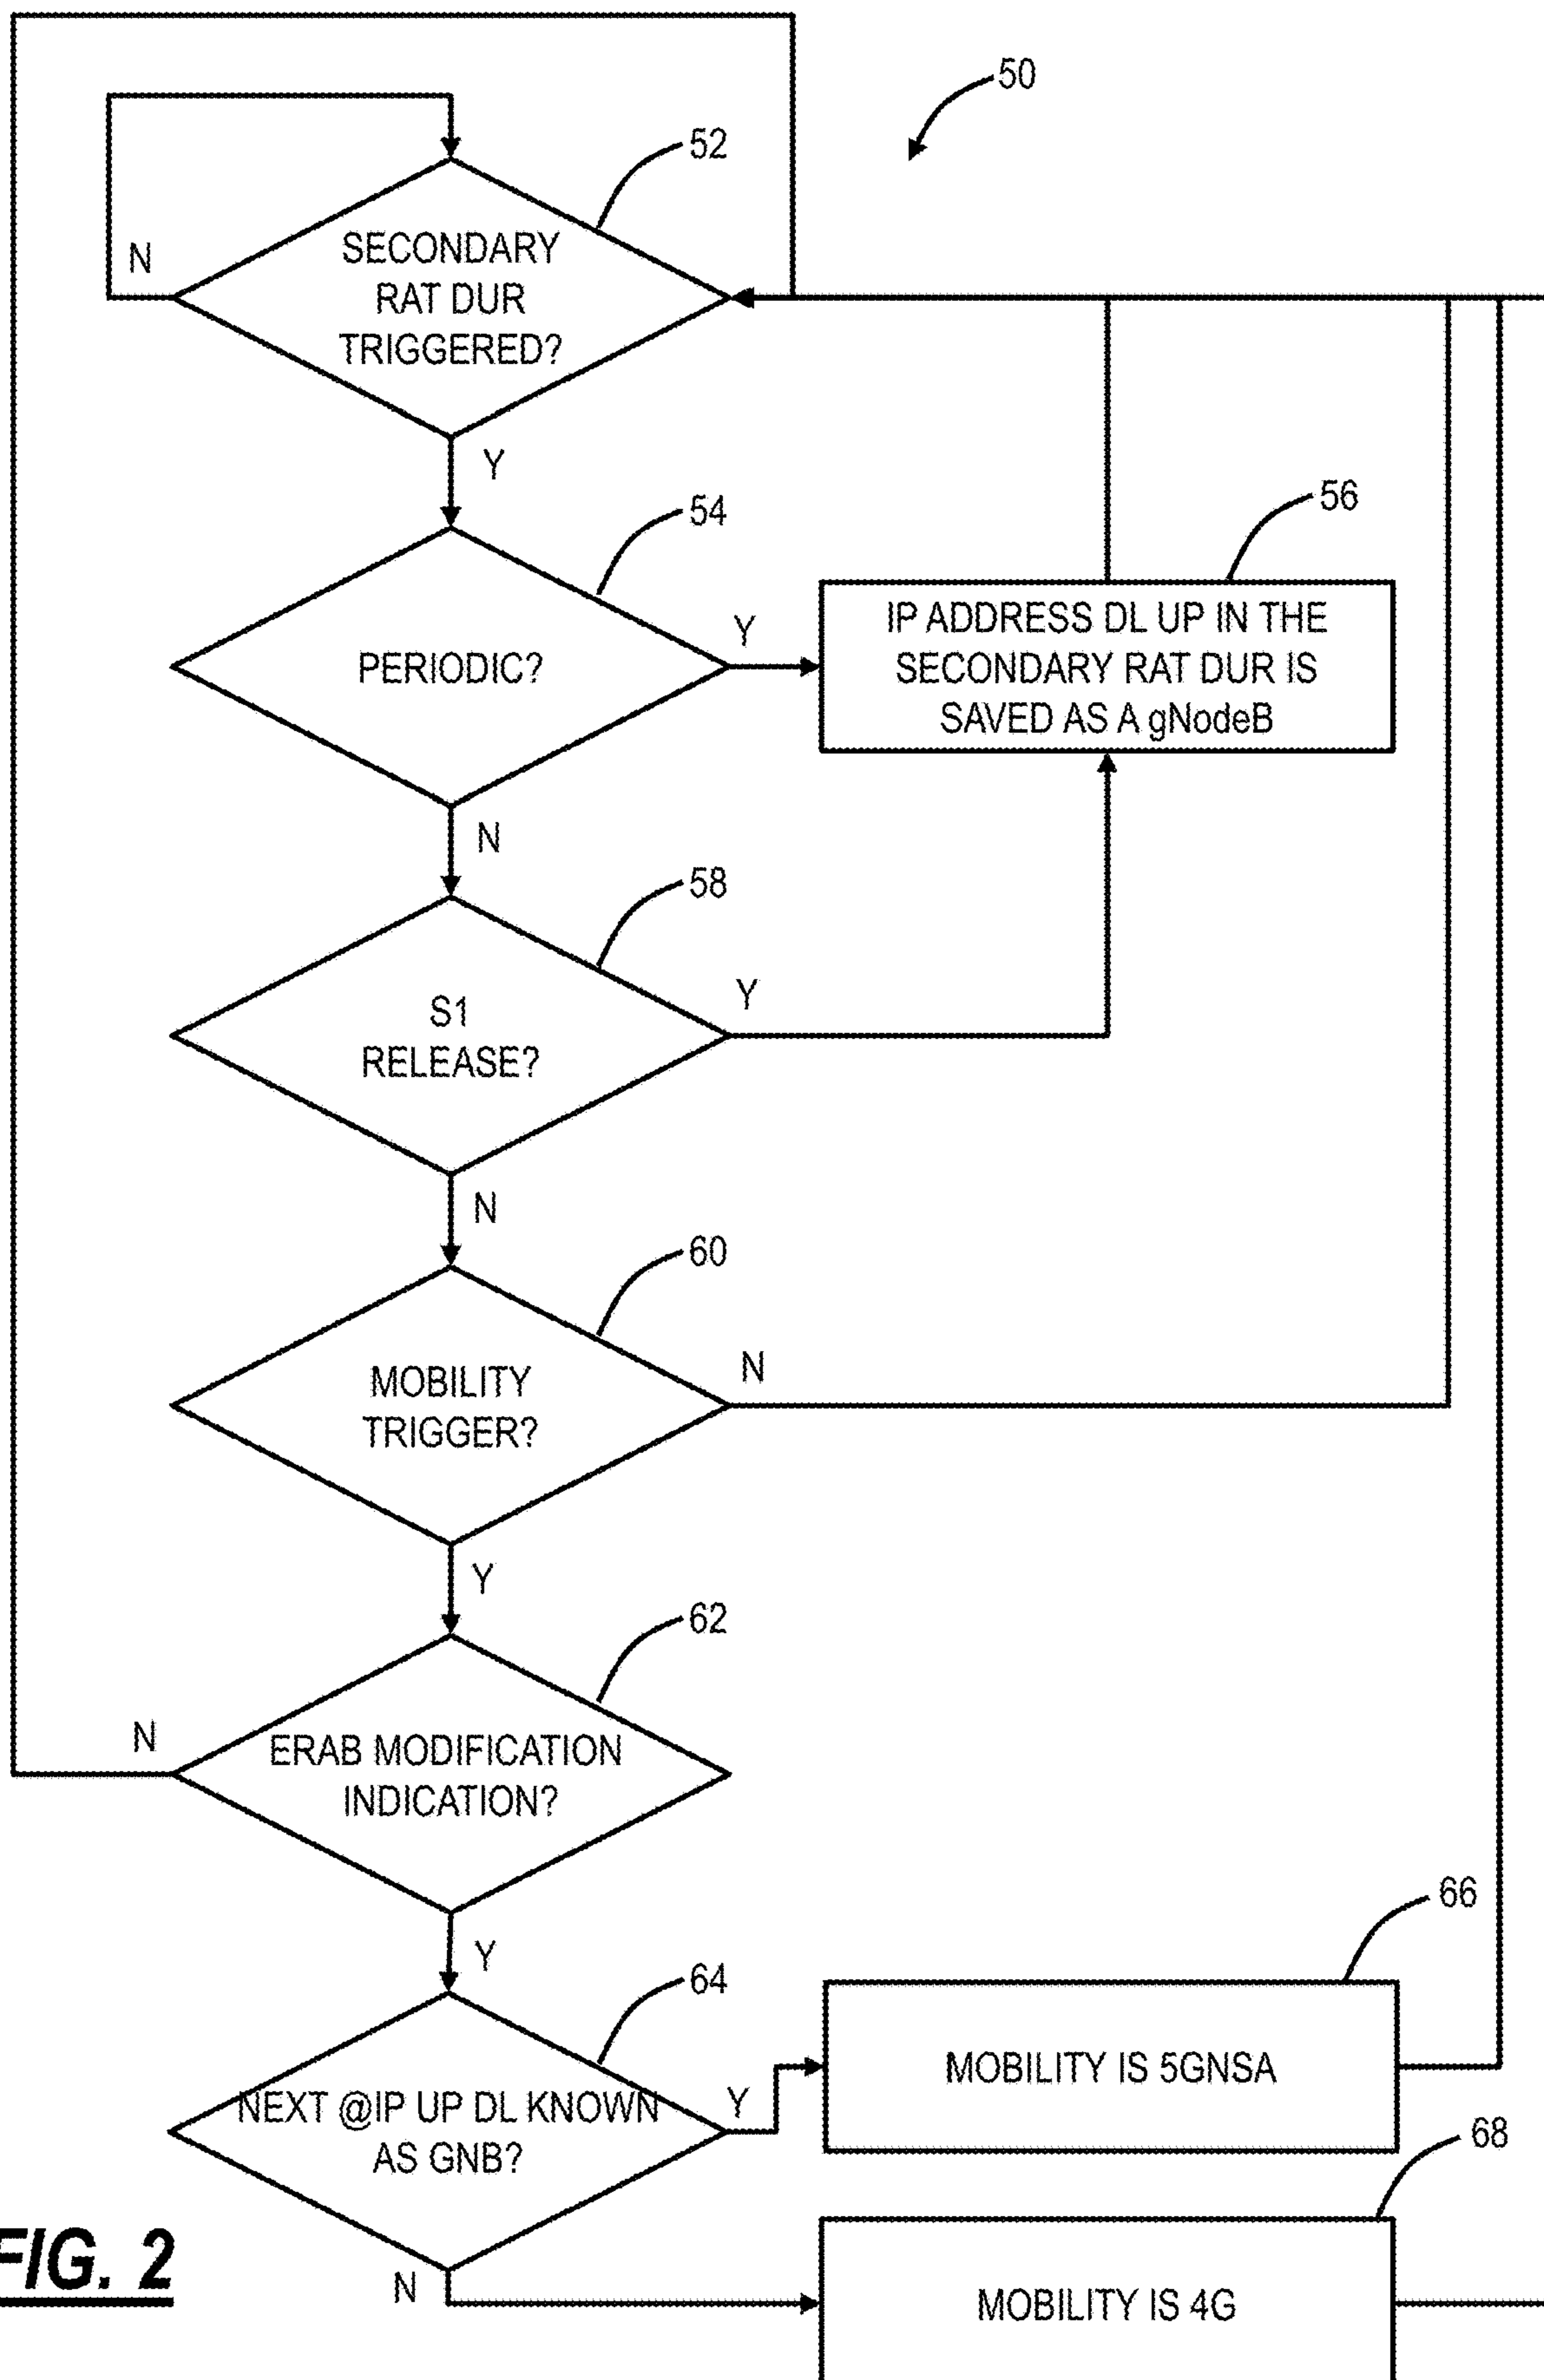 50
52
SECONDARY
RAT DUR
TRIGGERED?
N
Y
54
PERIODIC?
Y
56
IP ADDRESS DL UP IN THE
SECONDARY RAT DUR IS
SAVED AS A gNodeB
N
58
S1
RELEASE?
Y
N
60
MOBILITY
TRIGGER?
N
Y
62
ERAB MODIFICATION
INDICATION?
N
Y
64
NEXT @IP UP DL KNOWN
AS GNB?
Y
66
MOBILITY IS 5GNSA
N
68
MOBILITY IS 4G
FIG. 2